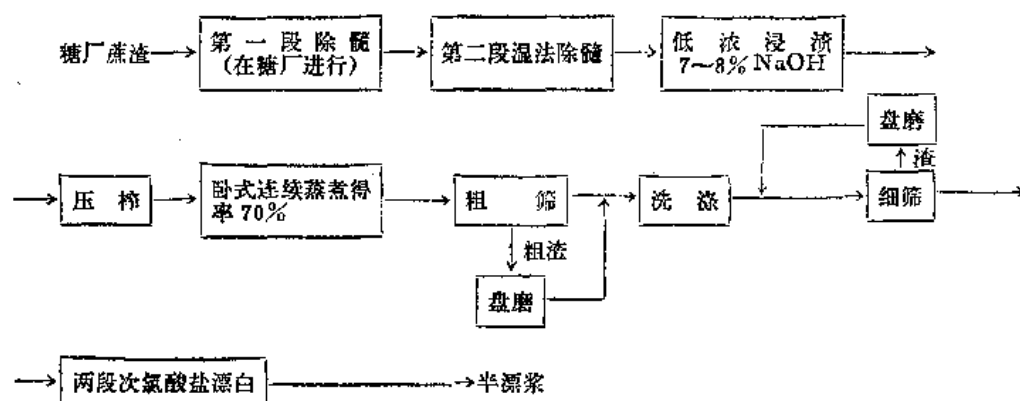 糖厂蔗渣
第一段除髓
(在糖厂进行)
第二段湿法除髓
低浓浸渍
7～8% NaOH
盘磨
渣
压榨
卧式连续蒸煮得
率70%
粗筛
洗涤
细筛
粗渣
盘磨
两段次氯酸盐漂白
半漂浆